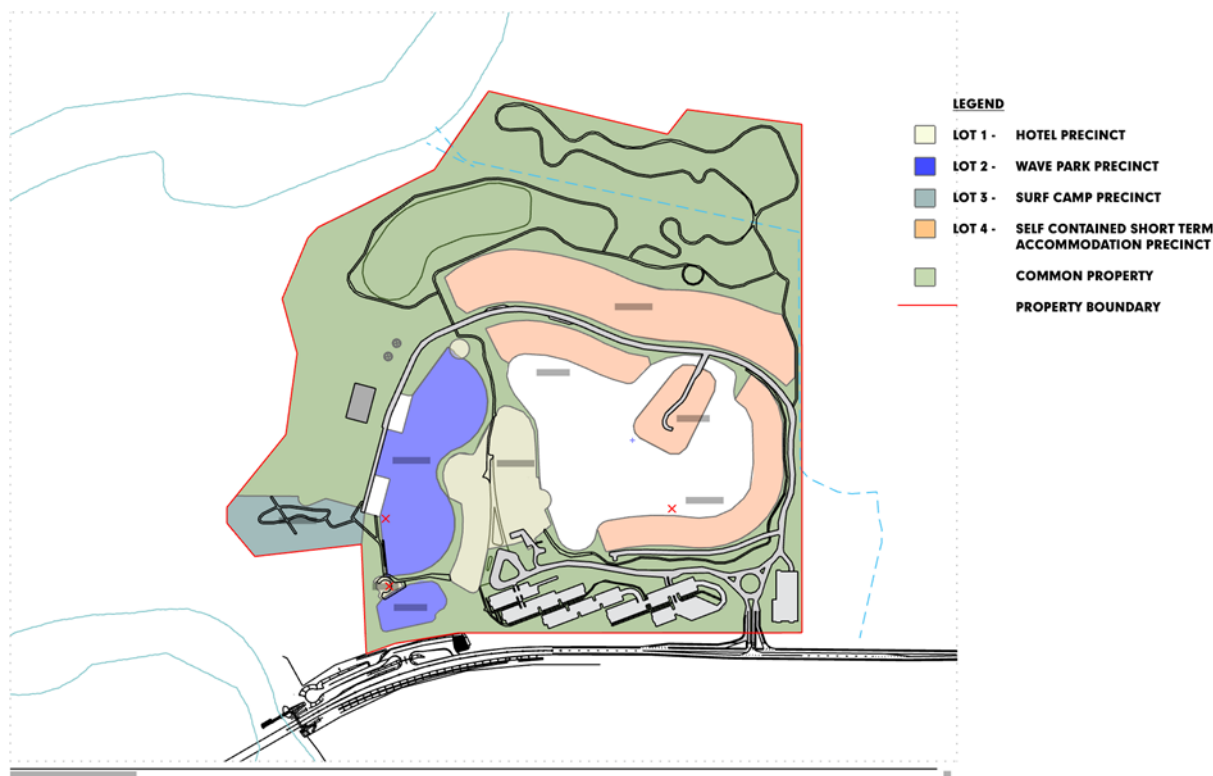 LEGEND
LOT 1 - HOTEL PRECINCT
LOT 2 - WAVE PARK PRECINCT
LOT 3 - SURF CAMP PRECINCT
LOT 4 - SELF CONTAINED SHORT TERM
ACCOMMODATION PRECINCT
COMMON PROPERTY
PROPERTY BOUNDARY